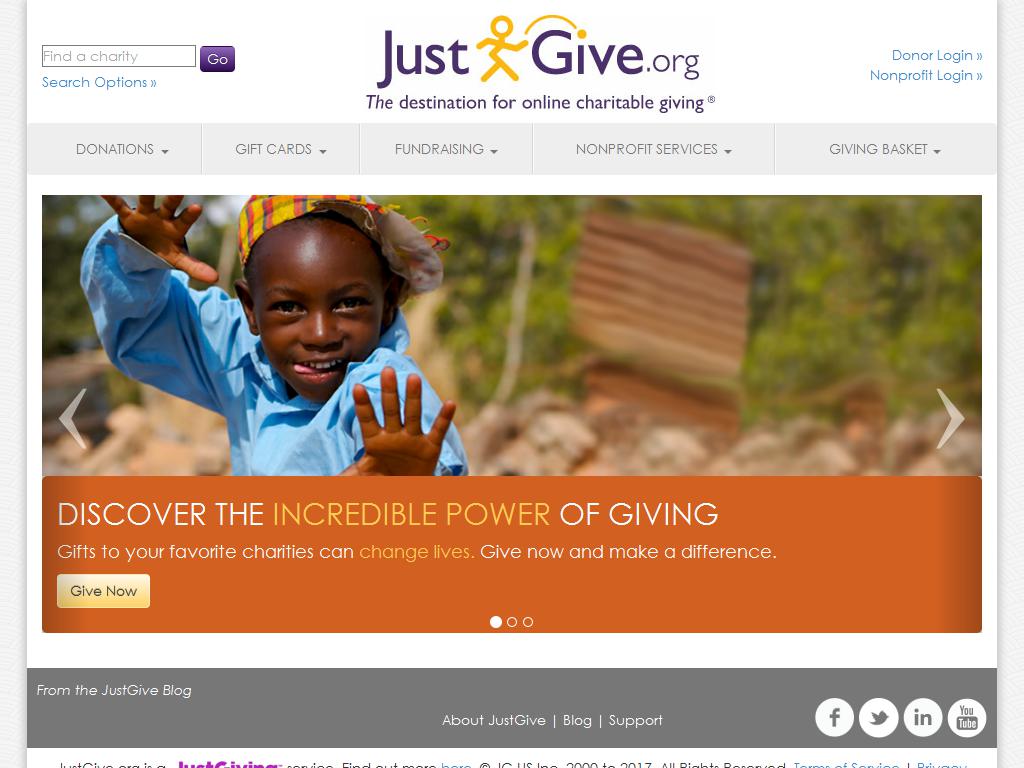 Find a charity
Go
Search Options »
JustGive.org
The destination for online charitable giving ®
Donor Login »
Nonprofit Login »
DONATIONS
GIFT CARDS
FUNDRAISING
NONPROFIT SERVICES
GIVING BASKET
DISCOVER THE INCREDIBLE POWER OF GIVING
Gifts to your favorite charities can change lives. Give now and make a difference.
Give Now
From the JustGive Blog
About JustGive | Blog | Support
You Tube
JustGive.org is a JustGiving service. Find out more here. © JG US Inc. 2000 to 2017. All Rights Reserved. Terms of Service | Privacy